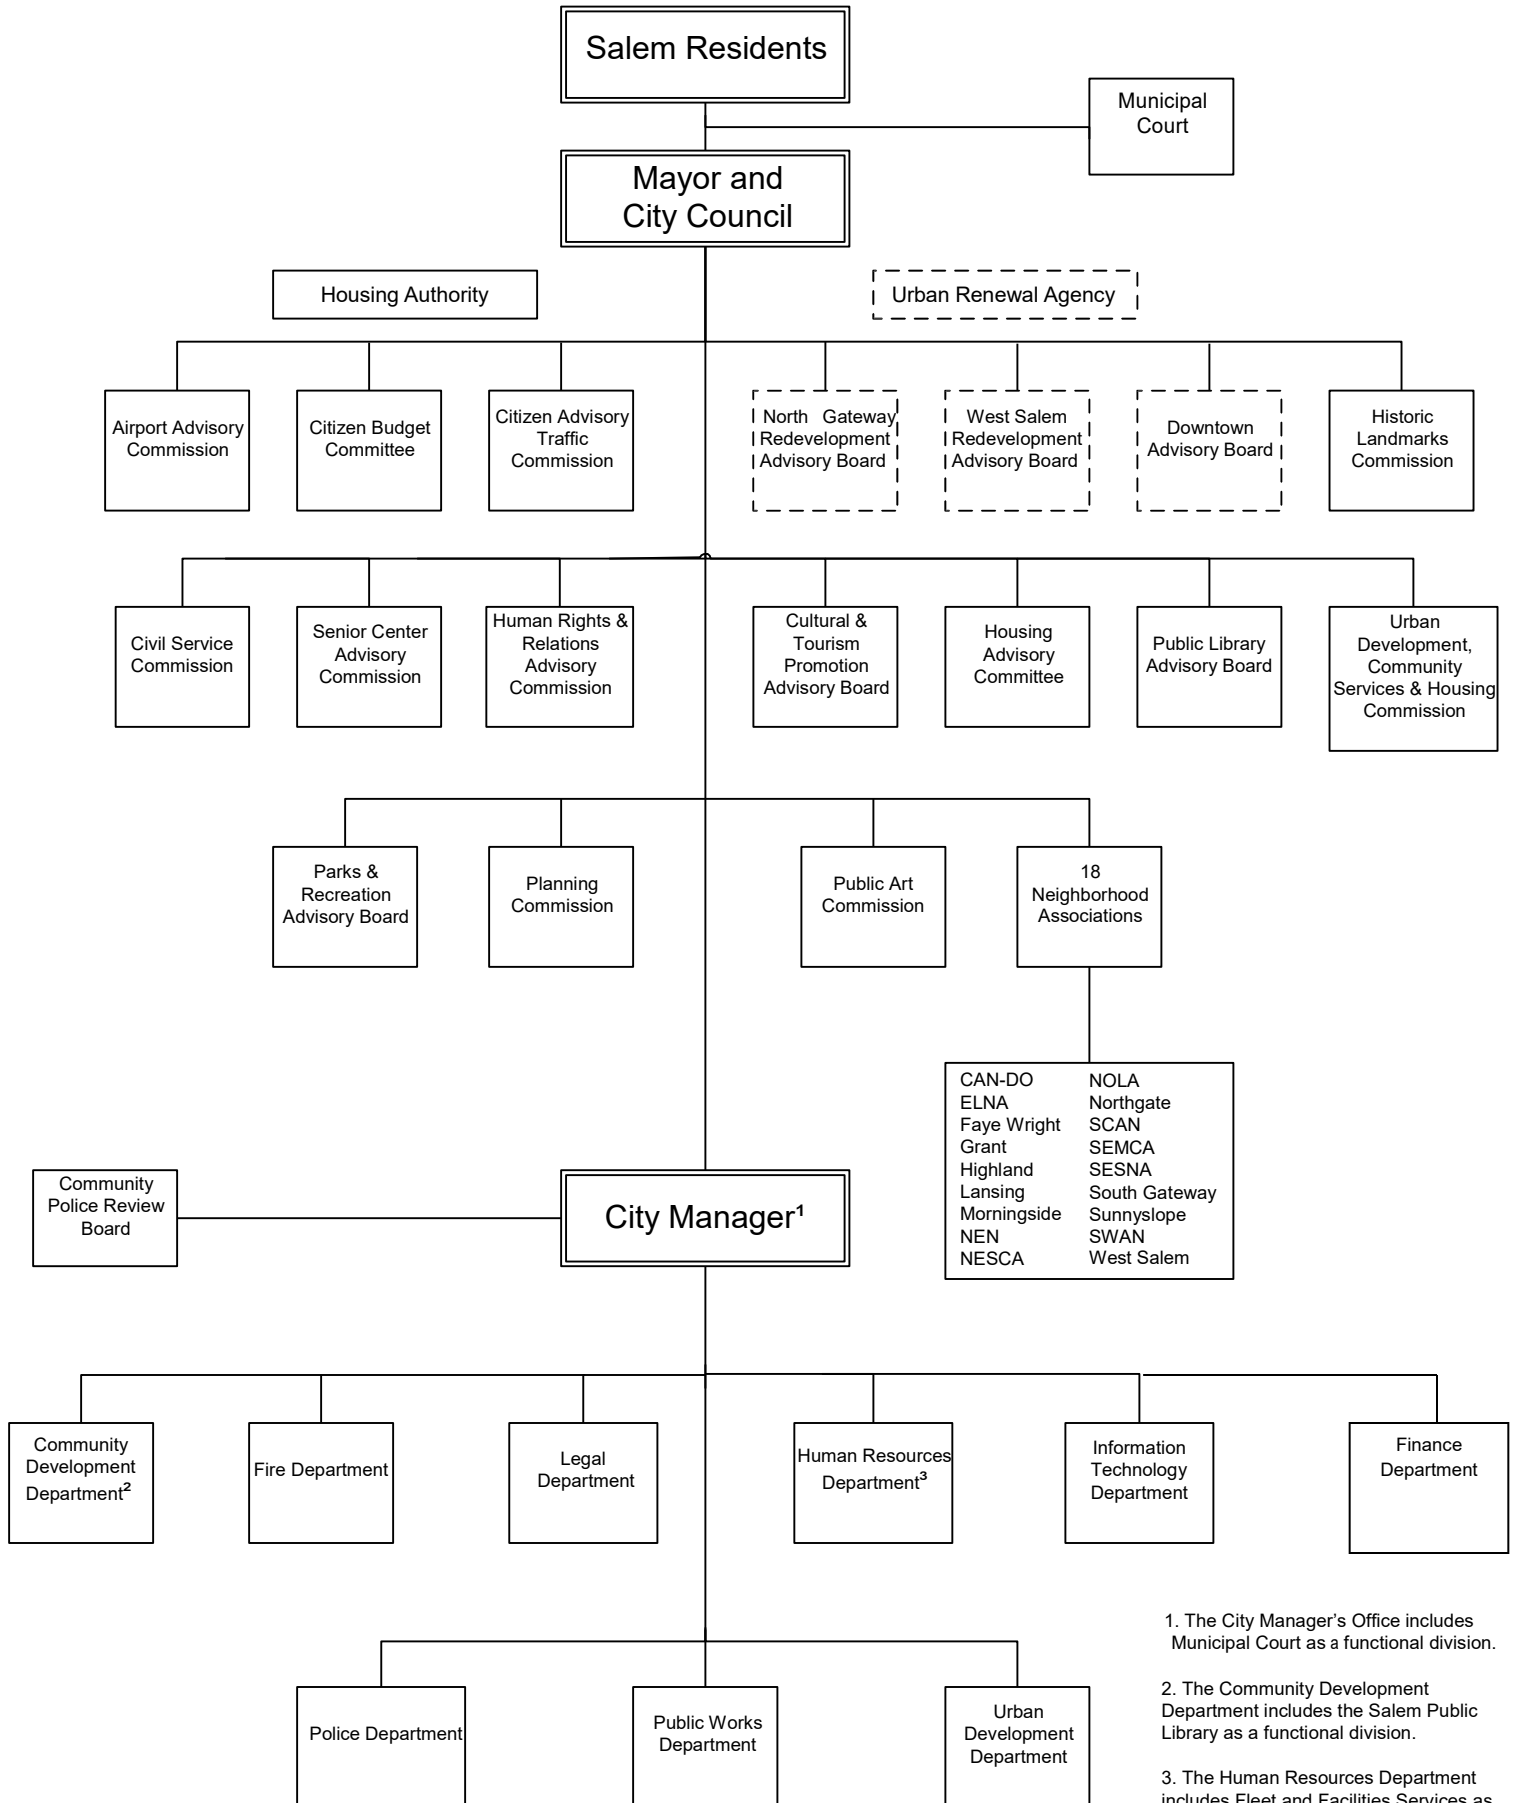 Salem Residents
Municipal
Court
Mayor and
City Council
Housing Authority
Urban Renewal Agency
Airport Advisory
Commission
Citizen Budget
Committee
Citizen Advisory
Traffic
Commission
North Gateway
Redevelopment
Advisory Board
West Salem
Redevelopment
Advisory Board
Downtown
Advisory Board
Historic
Landmarks
Commission
Civil Service
Commission
Senior Center
Advisory
Commission
Human Rights &
Relations
Advisory
Commission
Cultural &
Tourism
Promotion
Advisory Board
Housing
Advisory
Committee
Public Library
Advisory Board
Urban
Development,
Community
Services & Housing
Commission
Parks &
Recreation
Advisory Board
Planning
Commission
Public Art
Commission
18
Neighborhood
Associations
CAN-DO
ELNA
Faye Wright
Grant
Highland
Lansing
Morningside
NEN
NESCA
NOLA
Northgate
SCAN
SEMCA
SESNA
South Gateway
Sunnyslope
SWAN
West Salem
Community
Police Review
Board
City Manager¹
Community
Development
Department²
Fire Department
Legal
Department
Human Resources
Department³
Information
Technology
Department
Finance
Department
Police Department
Public Works
Department
Urban
Development
Department
1. The City Manager’s Office includes
Municipal Court as a functional division.
2. The Community Development
Department includes the Salem Public
Library as a functional division.
3. The Human Resources Department
includes Fleet and Facilities Services as